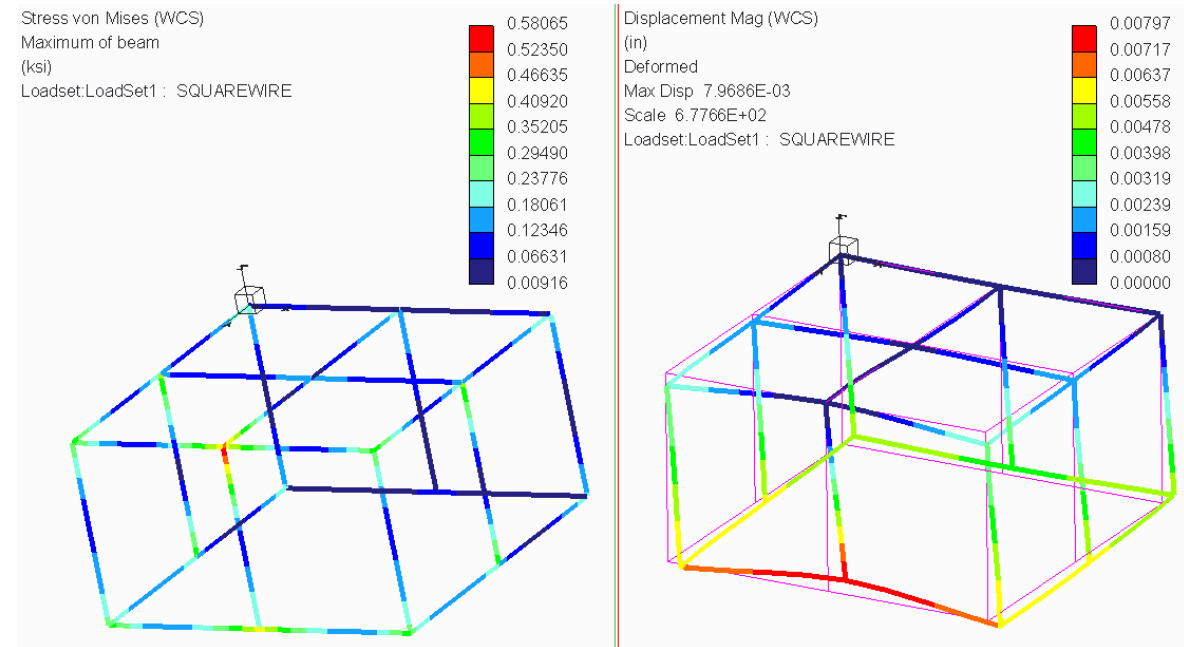 Stress von Mises (WCS)
Maximum of beam
(ksi)
Loadset:LoadSet1 : SQUAREWIRE
0.58065
0.52350
0.46635
0.40920
0.35205
0.29490
0.23776
0.18061
0.12346
0.06631
0.00916
Displacement Mag (WCS)
(in)
Deformed
Max Disp 7.9686E-03
Scale 6.7766E+02
Loadset:LoadSet1 : SQUAREWIRE
0.00797
0.00717
0.00637
0.00558
0.00478
0.00398
0.00319
0.00239
0.00159
0.00080
0.00000